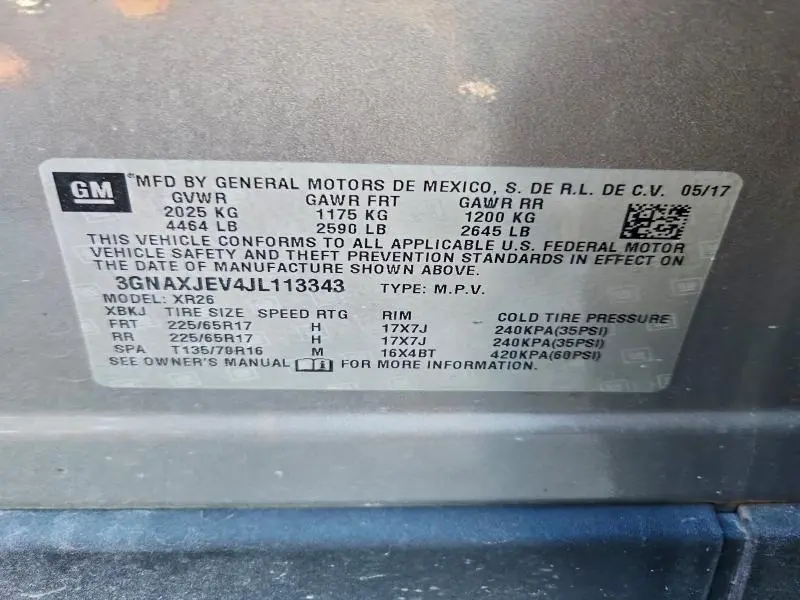 GM MFD BY GENERAL MOTORS DE MEXICO, S. DE R.L. DE C.V. 05/17
GVWR GAWR FRT GAWR RR
2025 KG 1175 KG 1200 KG
4464 LB 2590 LB 2645 LB
THIS VEHICLE CONFORMS TO ALL APPLICABLE U.S. FEDERAL MOTOR
VEHICLE SAFETY AND THEFT PREVENTION STANDARDS IN EFFECT ON
THE DATE OF MANUFACTURE SHOWN ABOVE.
3GNAXJEV4JL113343 TYPE: M.P.V.
MODEL: XR26
XBKJ TIRE SIZE SPEED RTG RIM COLD TIRE PRESSURE
FRT 225/65R17 H 17X7J 240KPA(35PSI)
RR 225/65R17 H 17X7J 240KPA(35PSI)
SPA T135/70R16 M 16X4BT 420KPA(60PSI)
SEE OWNER'S MANUAL FOR MORE INFORMATION.